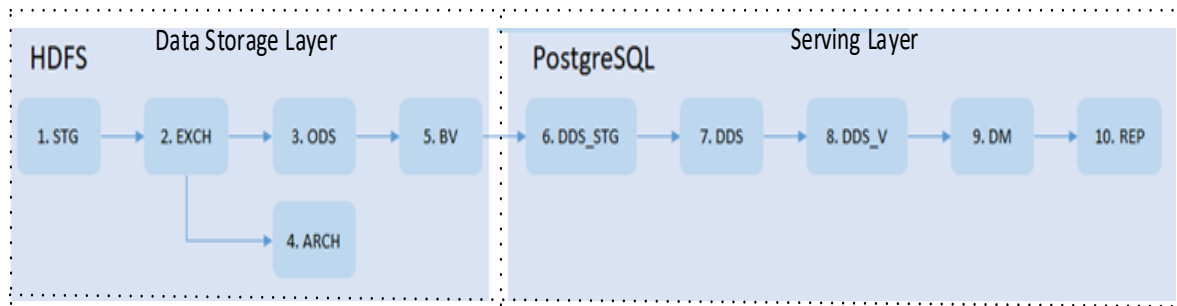 Data Storage Layer
Serving Layer
HDFS
PostgreSQL
1. STG
2. EXCH
3. ODS
5. BV
6. DDS_STG
7. DDS
8. DDS_V
9. DM
10. REP
4. ARCH